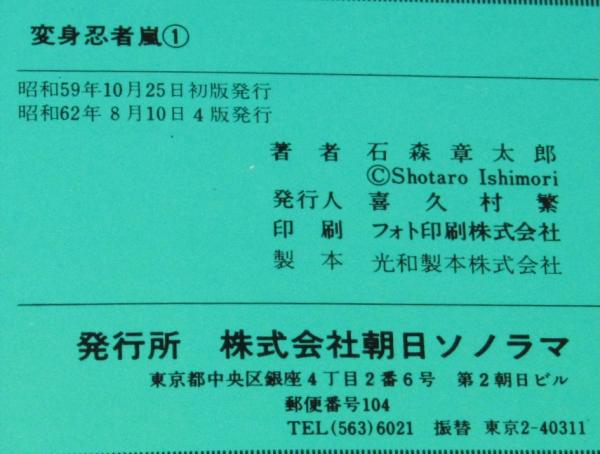 変身忍者嵐①
昭和59年10月25日初版発行
昭和62年 8月10日 4版発行
著者 石森章太郎
©Shotaro Ishimori
発行人 喜久村繁
印刷 フォト印刷株式会社
製本 光和製本株式会社
発行所 株式会社朝日ソノラマ
東京都中央区銀座4丁目2番6号 第2朝日ビル
郵便番号104
TEL(563)6021 振替 東京2-40311